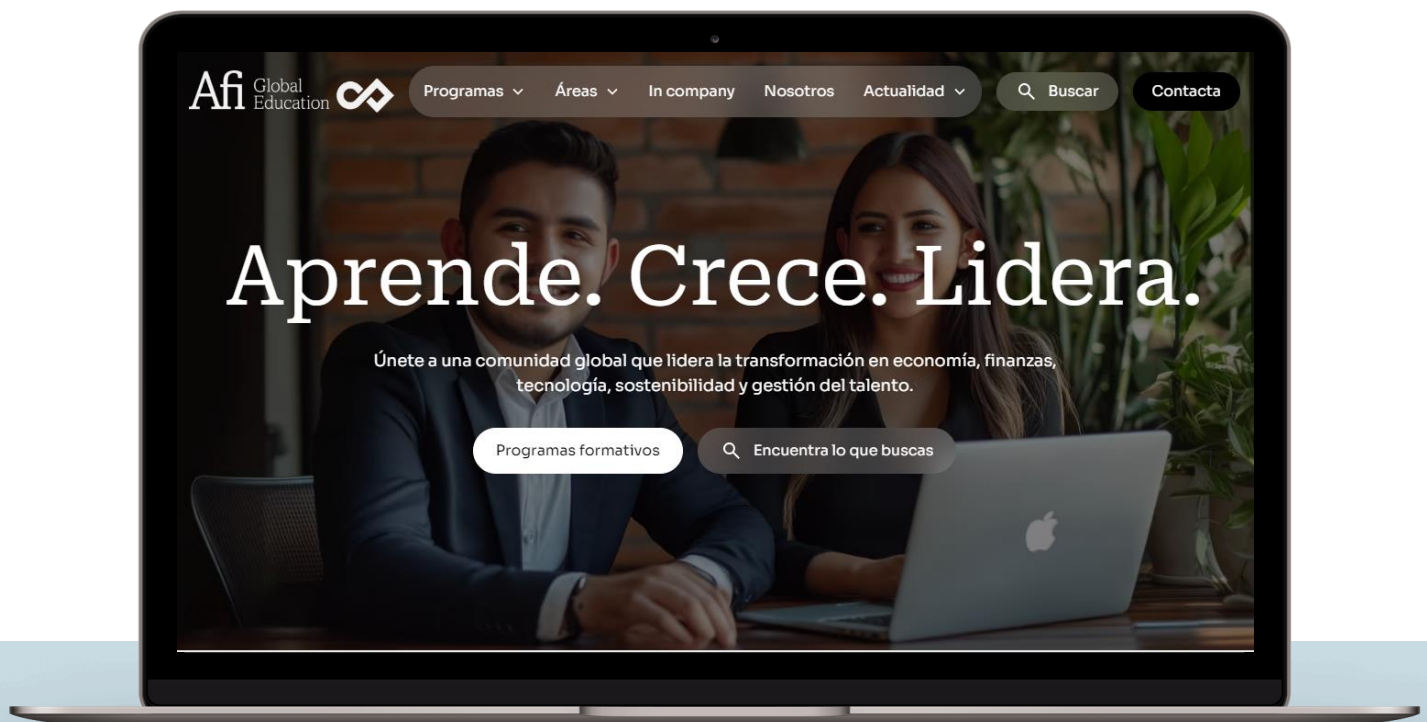 Afi Global Education
Programas
Áreas
In company
Nosotros
Actualidad
Buscar
Contacta
Aprende. Crece. Lidera.
Únete a una comunidad global que lidera la transformación en economía, finanzas,
tecnología, sostenibilidad y gestión del talento.
Programas formativos
Encuentra lo que buscas